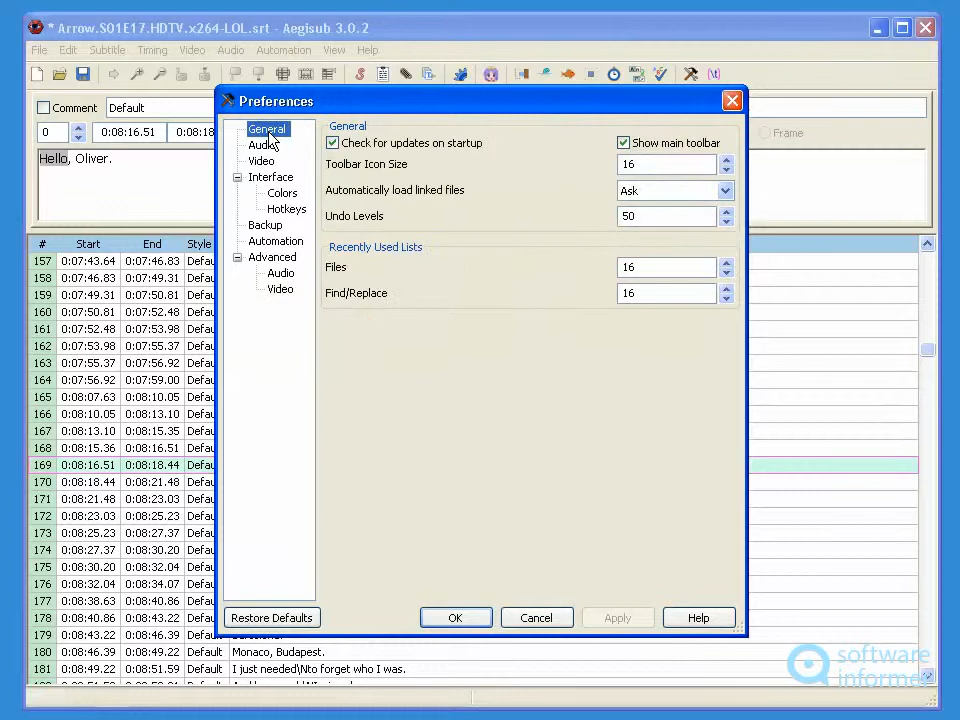 * Arrow.S01E17.HDTV.x264-LOL.srt - Aegisub 3.0.2
File Edit Subtitle Timing Video Audio Automation View Help
Comment Default
0 0:08:16.51 0:08:18 Frame
Hello, Oliver.
Preferences
General
Audio
Video
Interface
Colors
Hotkeys
Backup
Automation
Advanced
Audio
Video
General
Check for updates on startup Show main toolbar
Toolbar Icon Size 16
Automatically load linked files Ask
Undo Levels 50
Recently Used Lists
Files 16
Find/Replace 16
Restore Defaults OK Cancel Apply Help
# Start End Style
157 0:07:43.64 0:07:46.83 Defau
158 0:07:46.83 0:07:49.31 Defau
159 0:07:49.31 0:07:50.81 Defau
160 0:07:50.81 0:07:52.48 Defau
161 0:07:52.48 0:07:53.98 Defau
162 0:07:53.98 0:07:55.37 Defau
163 0:07:55.37 0:07:56.92 Defau
164 0:07:56.92 0:07:59.00 Defau
165 0:08:07.63 0:08:10.05 Defau
166 0:08:10.05 0:08:13.10 Defau
167 0:08:13.10 0:08:15.35 Defau
168 0:08:15.36 0:08:16.51 Defau
169 0:08:16.51 0:08:18.44 Defau
170 0:08:18.44 0:08:21.48 Defau
171 0:08:21.48 0:08:23.03 Defau
172 0:08:23.03 0:08:25.23 Defau
173 0:08:25.23 0:08:27.37 Defau
174 0:08:27.37 0:08:30.20 Defau
175 0:08:30.20 0:08:32.04 Defau
176 0:08:32.04 0:08:34.07 Defau
177 0:08:38.63 0:08:40.86 Defau
178 0:08:40.86 0:08:43.22 Defau
179 0:08:43.22 0:08:46.39 Default Barcelona.
180 0:08:46.39 0:08:49.22 Default Monaco, Budapest.
181 0:08:49.22 0:08:51.59 Default I just needed\Nto forget who I was.
software
informer